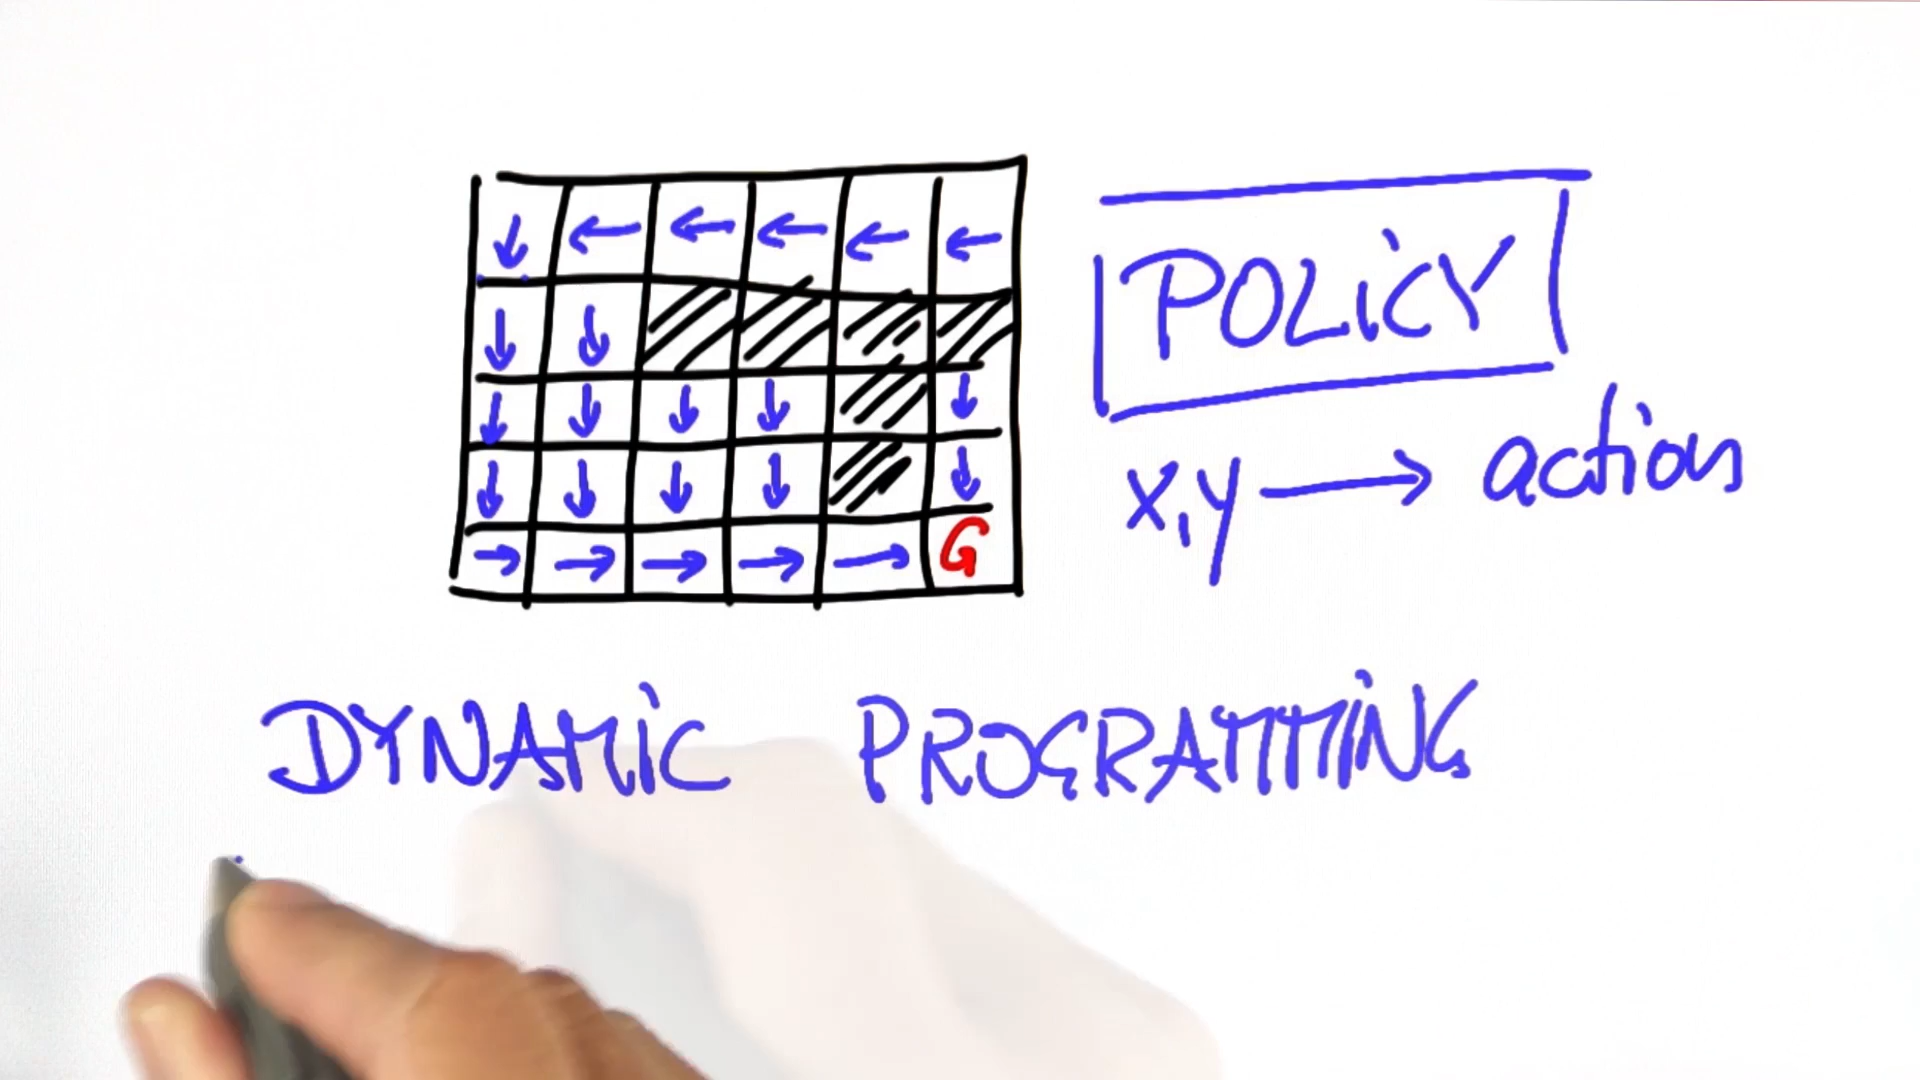 ↓ ← ← ← ← ←
↓ ↓
↓ ↓ ↓ ↓ ↓
↓ ↓ ↓ ↓ ↓
→ → → → → G
POLiCY
x,y → action
DYNAMiC PROGRAMMiNG